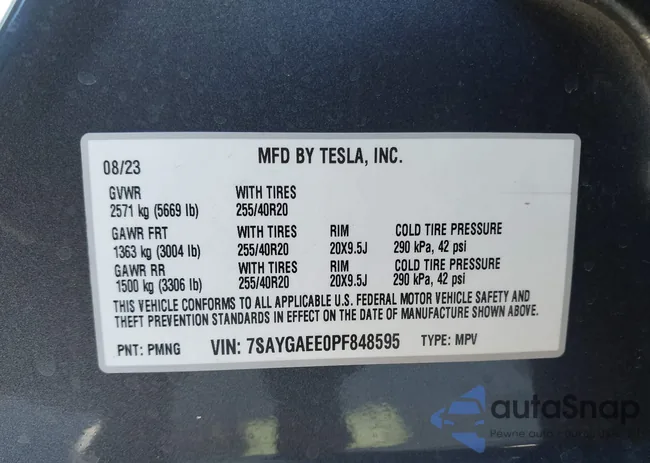 MFD BY TESLA, INC.
08/23
GVWR WITH TIRES
2571 kg (5669 lb) 255/40R20
GAWR FRT WITH TIRES RIM COLD TIRE PRESSURE
1363 kg (3004 lb) 255/40R20 20X9.5J 290 kPa, 42 psi
GAWR RR WITH TIRES RIM COLD TIRE PRESSURE
1500 kg (3306 lb) 255/40R20 20X9.5J 290 kPa, 42 psi
THIS VEHICLE CONFORMS TO ALL APPLICABLE U.S. FEDERAL MOTOR VEHICLE SAFETY AND
THEFT PREVENTION STANDARDS IN EFFECT ON THE DATE OF MANUFACTURE SHOWN ABOVE.
PNT: PMNG VIN: 7SAYGAEE0PF848595 TYPE: MPV
autaSnap
Pewne auto